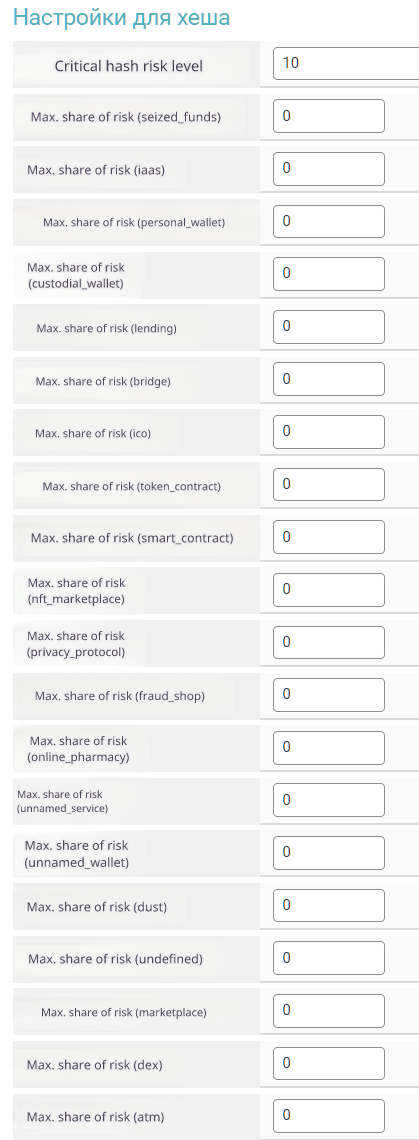 Настройки для хеша
Critical hash risk level
10
Max. share of risk (seized_funds)
0
Max. share of risk (iaas)
0
Max. share of risk (personal_wallet)
0
Max. share of risk
(custodial_wallet)
0
Max. share of risk (lending)
0
Max. share of risk (bridge)
0
Max. share of risk (ico)
0
Max. share of risk (token_contract)
0
Max. share of risk (smart_contract)
0
Max. share of risk
(nft_marketplace)
0
Max. share of risk
(privacy_protocol)
0
Max. share of risk (fraud_shop)
0
Max. share of risk
(online_pharmacy)
0
Max. share of risk
(unnamed_service)
0
Max. share of risk
(unnamed_wallet)
0
Max. share of risk (dust)
0
Max. share of risk (undefined)
0
Max. share of risk (marketplace)
0
Max. share of risk (dex)
0
Max. share of risk (atm)
0